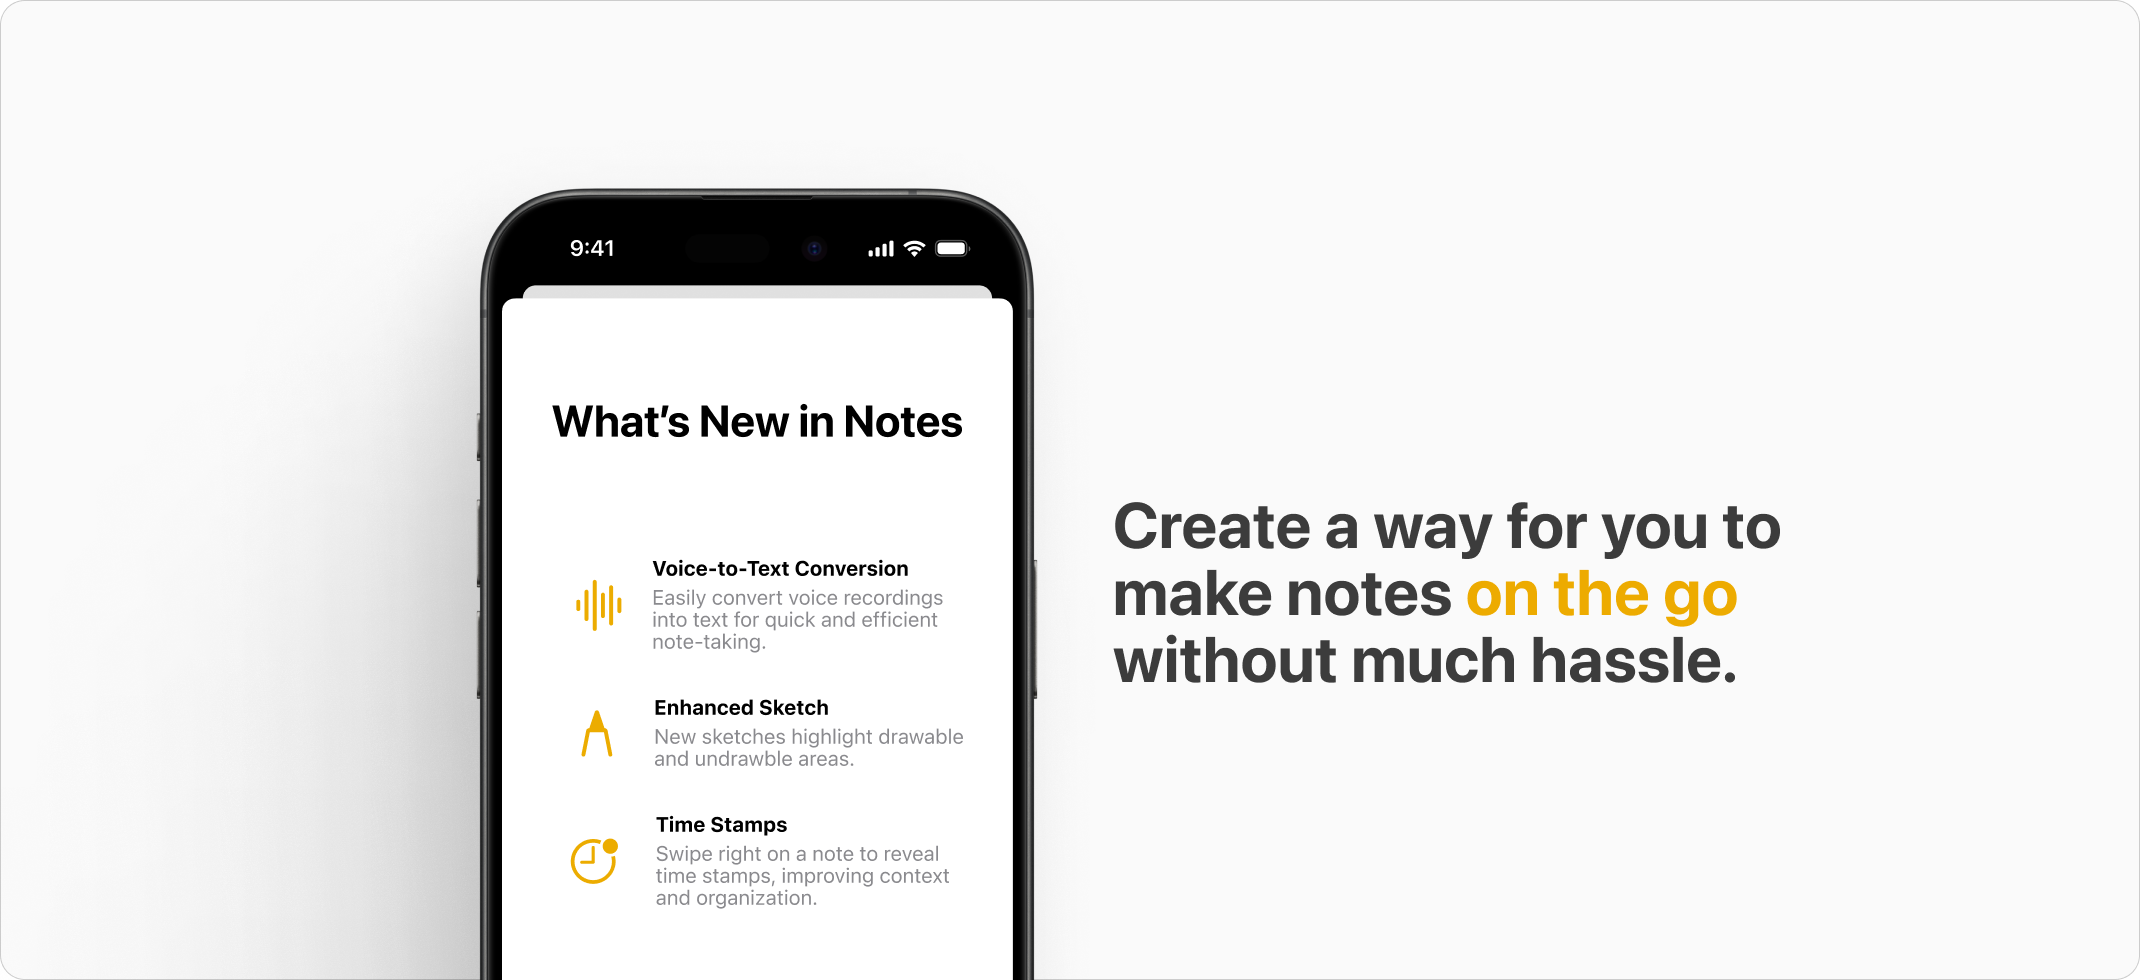 9:41
What's New in Notes
Voice-to-Text Conversion
Easily convert voice recordings
into text for quick and efficient
note-taking.
Enhanced Sketch
New sketches highlight drawable
and undrawble areas.
Time Stamps
Swipe right on a note to reveal
time stamps, improving context
and organization.
Create a way for you to
make notes on the go
without much hassle.